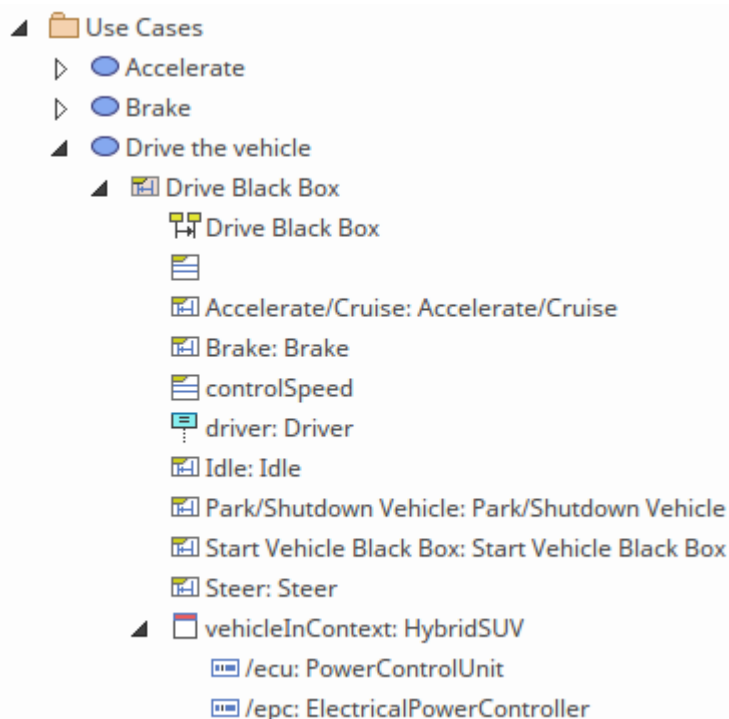 Use Cases
Accelerate
Brake
Drive the vehicle
Drive Black Box
Drive Black Box
Accelerate/Cruise: Accelerate/Cruise
Brake: Brake
controlSpeed
driver: Driver
Idle: Idle
Park/Shutdown Vehicle: Park/Shutdown Vehicle
Start Vehicle Black Box: Start Vehicle Black Box
Steer: Steer
vehicleInContext: HybridSUV
/ecu: PowerControlUnit
/epc: ElectricalPowerController